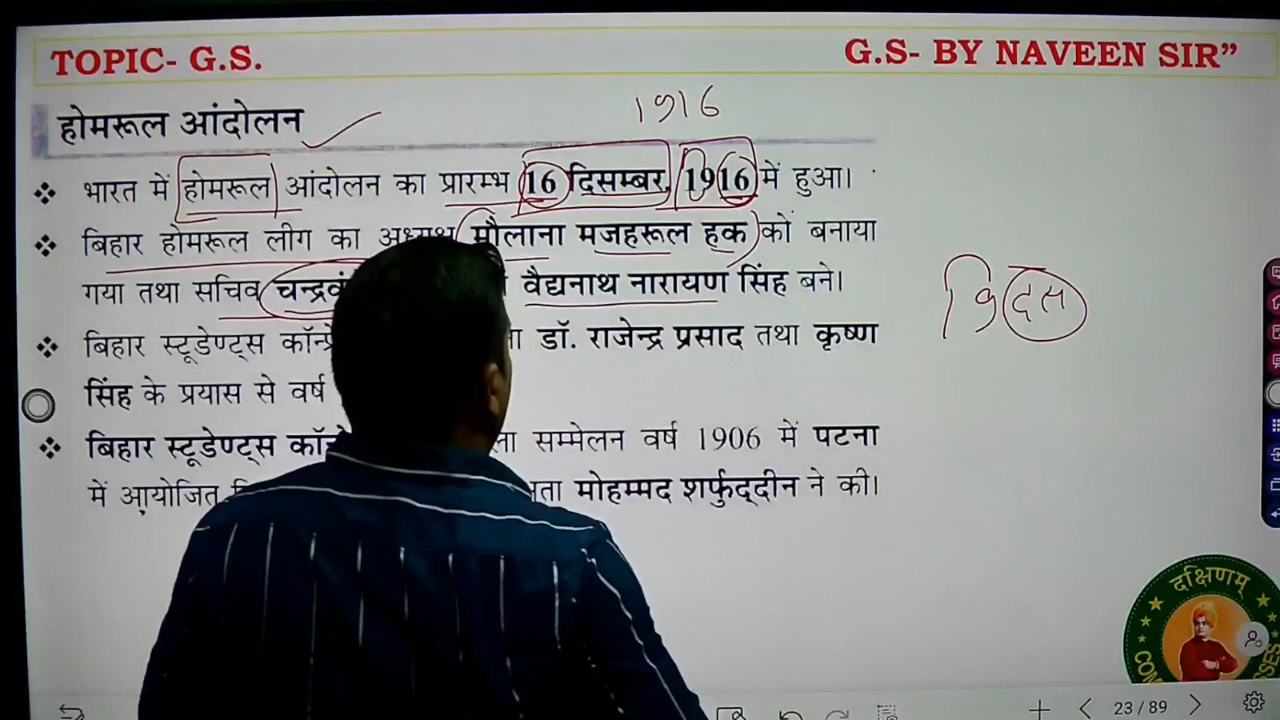 TOPIC- G.S.
G.S- BY NAVEEN SIR”
होमरूल आंदोलन
1916
भारत में होमरूल आंदोलन का प्रारम्भ 16 दिसम्बर, 1916 में हुआ।
बिहार होमरूल लीग का अध्यक्ष मौलाना मजहरूल हक कों बनाया
गया तथा सचिव वैद्यनाथ नारायण सिंह बने।
बिहार स्टूडेण्ट्स डॉ. राजेन्द्र प्रसाद तथा कृष्ण
सिंह के प्रयास से वर्ष
बिहार स्टूडेण्ट्स सम्मेलन वर्ष 1906 में पटना
में आयोजित मोहम्मद शर्फुद्दीन ने की।
दक्षिणम्
23 / 89